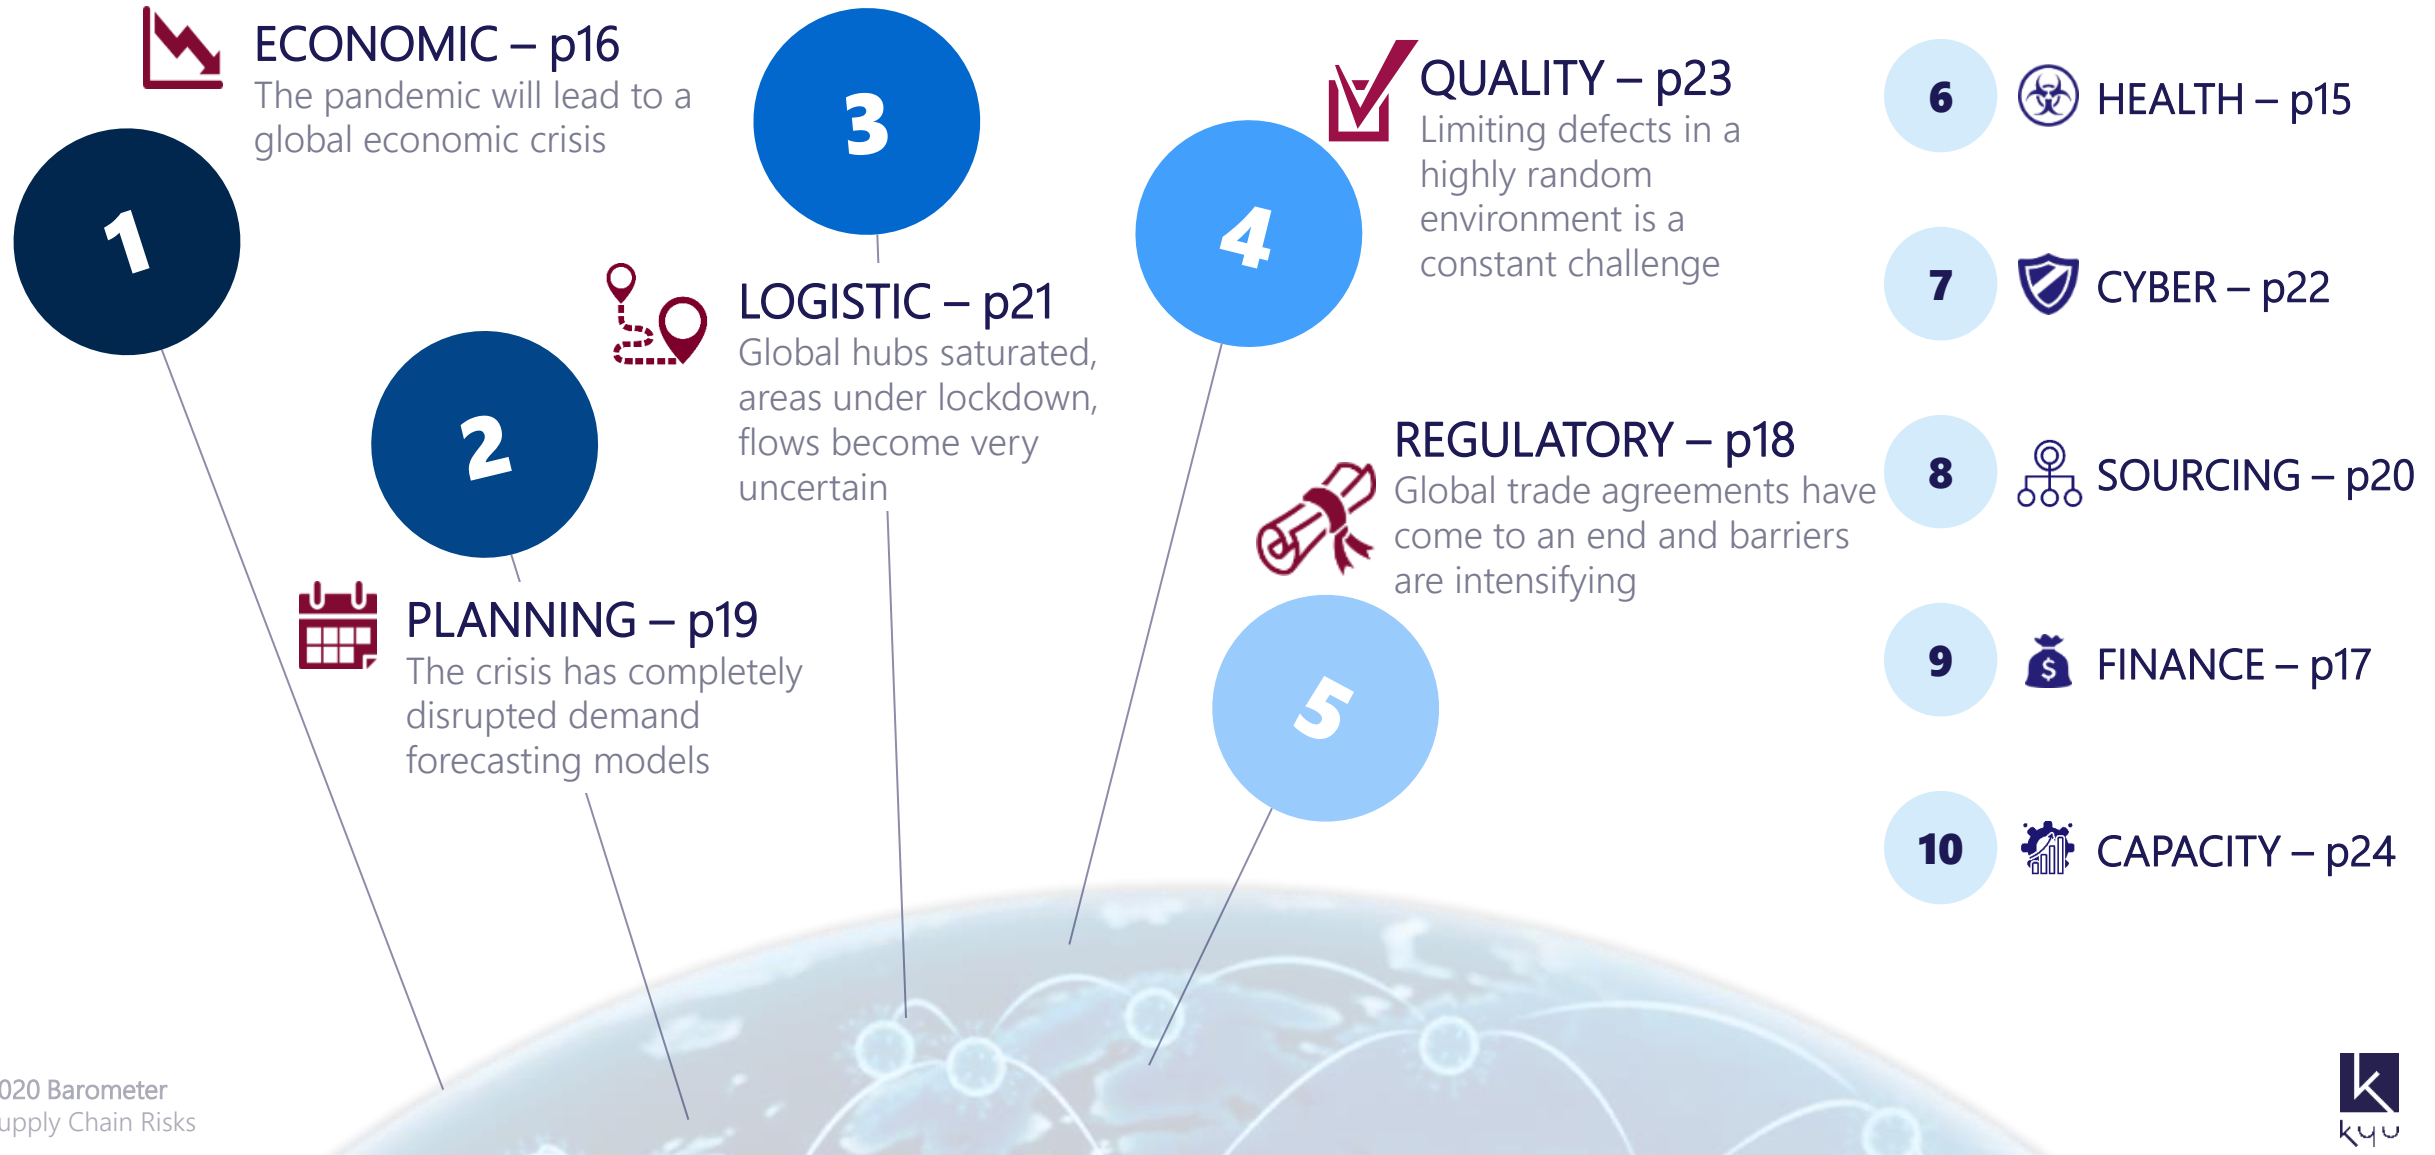 1
ECONOMIC – p16
The pandemic will lead to a
global economic crisis
2
PLANNING – p19
The crisis has completely
disrupted demand
forecasting models
3
LOGISTIC – p21
Global hubs saturated,
areas under lockdown,
flows become very
uncertain
4
QUALITY – p23
Limiting defects in a
highly random
environment is a
constant challenge
5
REGULATORY – p18
Global trade agreements have
come to an end and barriers
are intensifying
6 HEALTH – p15
7 CYBER – p22
8 SOURCING – p20
9 FINANCE – p17
10 CAPACITY – p24
020 Barometer
upply Chain Risks
kyu